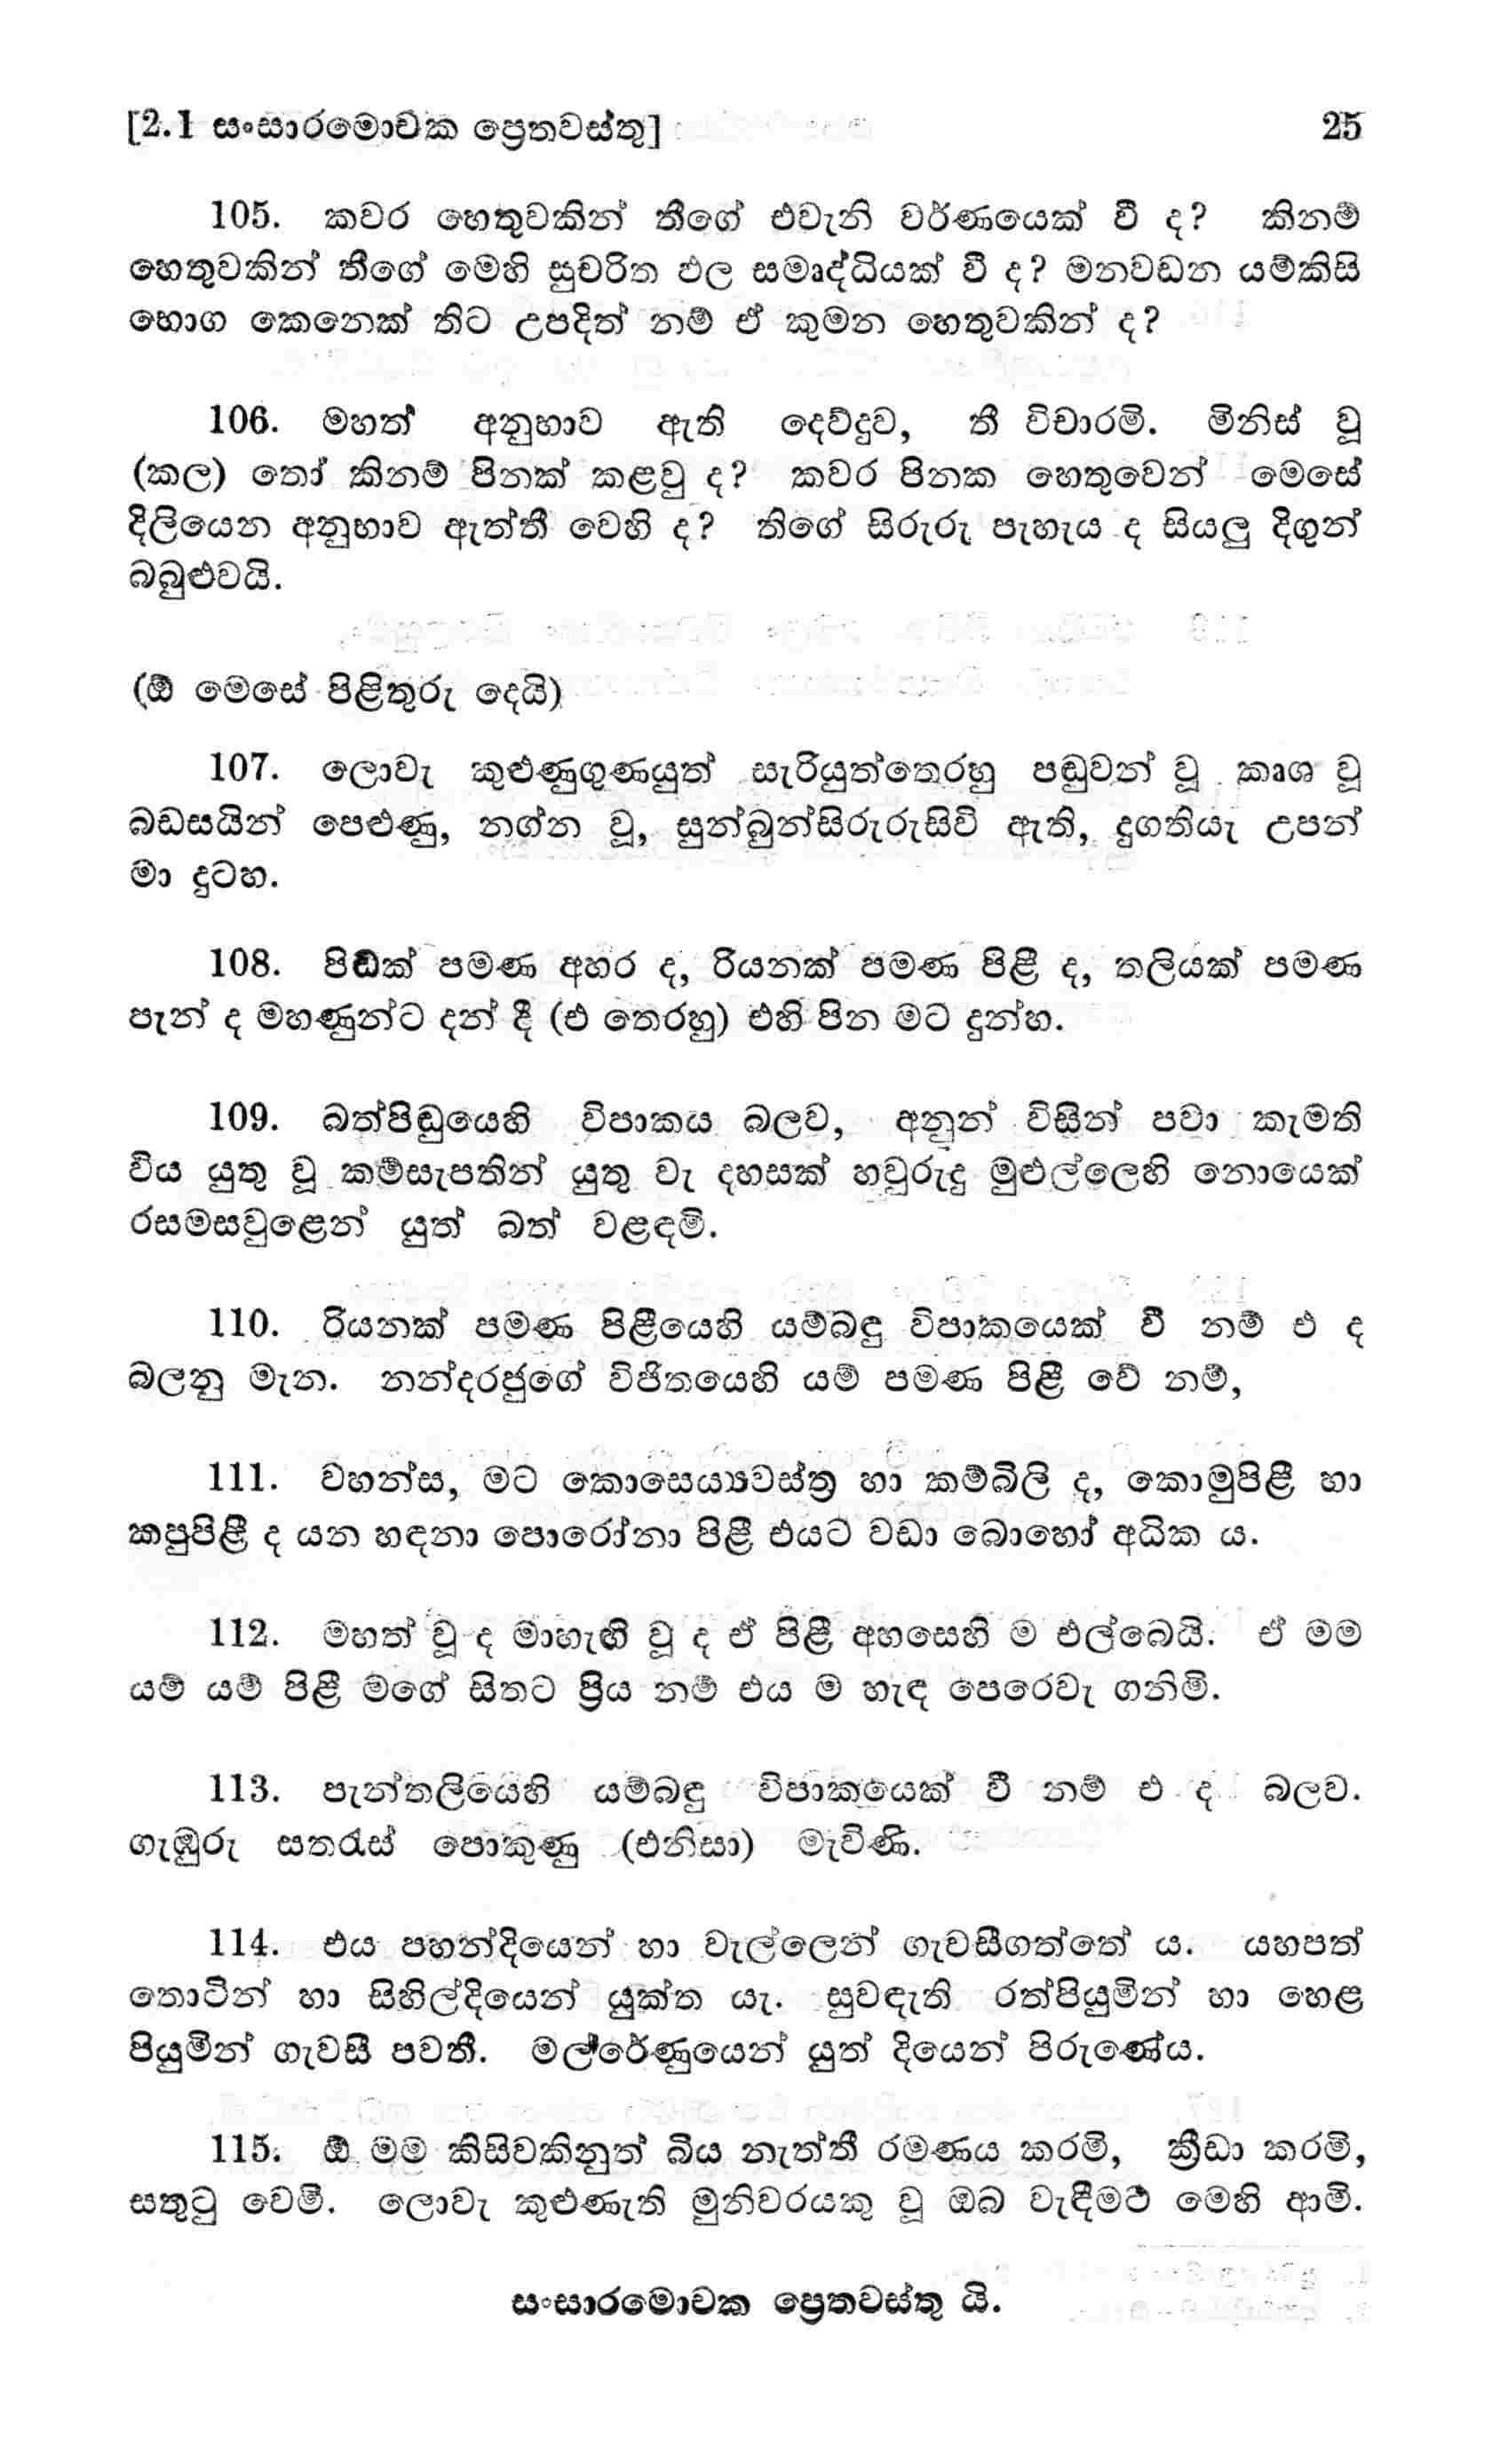 [2.1 සංසාරමොචක ප්‍රෙතවස්තු] 25
105. කවර හෙතුවකින් තීගේ එවැනි වර්ණයෙක් වී ද? කිනම්
හෙතුවකින් තීගේ මෙහි සුචරිත ඵල සමෘද්ධියක් වී ද? මනවඩන යම්කිසි
භොග කෙනෙක් තිට උපදිත් නම් ඒ කුමන හෙතුවකින් ද?
106. මහත් අනුභාව ඇති දෙව්දුව, තී විචාරමි. මිනිස් වූ
(කල) තෝ කිනම් පිනක් කළවු ද? කවර පිනක හෙතුවෙන් මෙසේ
දිලියෙන අනුභාව ඇත්තී වෙහි ද? තිගේ සිරුරු පැහැය ද සියලු දිගුන්
බබුළුවයි.
(ඕ මෙසේ පිළිතුරු දෙයි)
107. ලොවැ කුළුණුගුණයුත් සැරියුත්තෙරහු පඬුවන් වූ කෘශ වූ
බඩසයින් පෙළුණු, නග්න වූ, සුන්බුන්සිරුරුසිවි ඇති, දුගතියැ උපන්
මා දුටහ.
108. පිඬක් පමණ අහර ද, රියනක් පමණ පිළී ද, තලියක් පමණ
පැන් ද මහණුන්ට දන් දී (එ තෙරහු) එහි පින මට දුන්හ.
109. බත්පිඬුයෙහි විපාකය බලව, අනුන් විසින් පවා කැමති
විය යුතු වූ කම්සැපතින් යුතු වැ දහසක් හවුරුදු මුළුල්ලෙහි නොයෙක්
රසමසවුළෙන් යුත් බත් වළඳමි.
110. රියනක් පමණ පිළීයෙහි යම්බඳු විපාකයෙක් වී නම් එ ද
බලනු මැන. නන්දරජුගේ විජිතයෙහි යම් පමණ පිළී වේ නම්,
111. වහන්ස, මට කොසෙය්‍යවස්ත්‍ර හා කම්බිලි ද, කොමුපිළී හා
කපුපිළී ද යන හඳනා පොරෝනා පිළී එයට වඩා බොහෝ අධික ය.
112. මහත් වූ ද මාහැඟි වූ ද ඒ පිළී අහසෙහි ම එල්බෙයි. ඒ මම
යම් යම් පිළී මගේ සිතට ප්‍රිය නම් එය ම හැඳ පෙරෙවැ ගනිමි.
113. පැන්තලියෙහි යම්බඳු විපාකයෙක් වී නම් එ ද බලව.
ගැඹුරු සතරැස් පොකුණු (එනිසා) මැවිණි.
114. එය පහන්දියෙන් හා වැල්ලෙන් ගැවසීගත්තේ ය. යහපත්
තොටින් හා සිහිල්දියෙන් යුක්ත යැ. සුවඳැති රත්පියුමින් හා හෙළ
පියුමින් ගැවසී පවතී. මල්රේණුයෙන් යුත් දියෙන් පිරුණේය.
115. ඕ මම කිසිවකිනුත් බිය නැත්තී රමණය කරමි, ක්‍රීඩා කරමි,
සතුටු වෙමි. ලොවැ කුළුණැති මුනිවරයකු වූ ඔබ වැඳීමට මෙහි ආමි.
සංසාරමොචක ප්‍රෙතවස්තු යි.